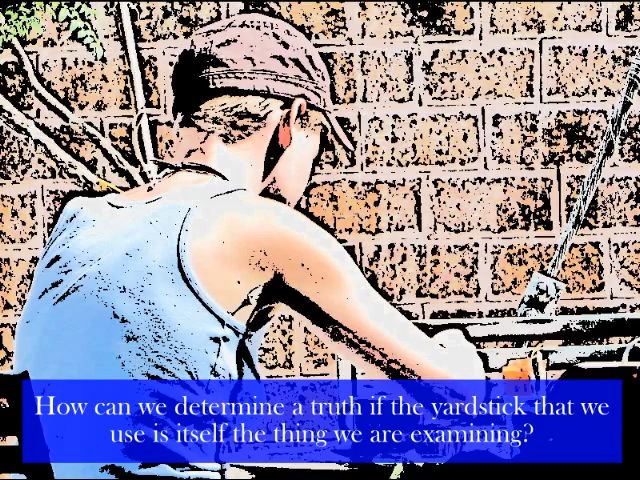 How can we determine a truth if the yardstick that we
use is itself the thing we are examining?